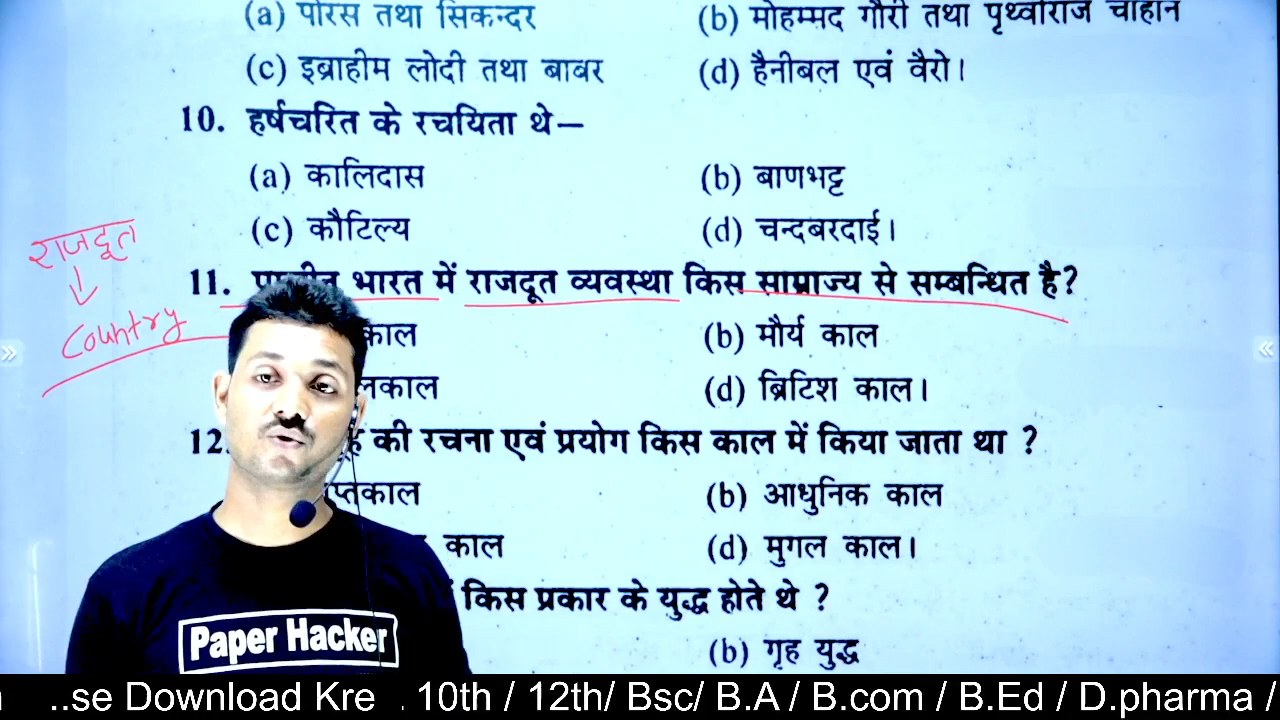 (a) पोरस तथा सिकन्दर (b) मोहम्मद गौरी तथा पृथ्वीराज चौहान
(c) इब्राहीम लोदी तथा बाबर (d) हैनीबल एवं वैरो।
10. हर्षचरित के रचयिता थे—
(a) कालिदास (b) बाणभट्ट
(c) कौटिल्य (d) चन्दबरदाई।
राजदूत
11. भारत में राजदूत व्यवस्था किस साम्राज्य से सम्बन्धित है?
Country
काल (b) मौर्य काल
(d) ब्रिटिश काल।
12. की रचना एवं प्रयोग किस काल में किया जाता था ?
(b) आधुनिक काल
काल (d) मुगल काल।
किस प्रकार के युद्ध होते थे ?
(b) गृह युद्ध
Paper Hacker
..se Download Kre . 10th / 12th/ Bsc/ B.A / B.com / B.Ed / D.pharma /